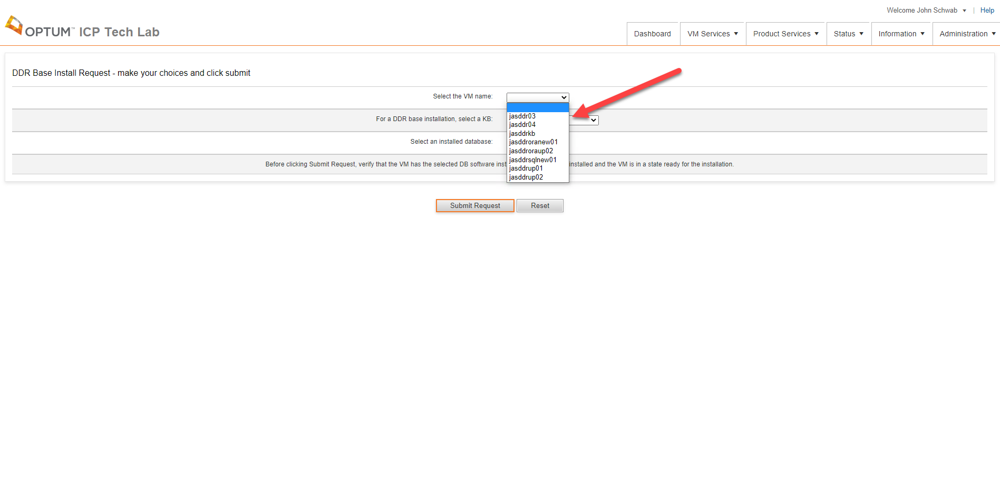 Welcome John Schwab ▼ | Help
OPTUM™ ICP Tech Lab
Dashboard
VM Services ▼
Product Services ▼
Status ▼
Information ▼
Administration ▼
DDR Base Install Request - make your choices and click submit
Select the VM name:
jasddr03
jasddr04
jasddrkb
jasddroranew01
jasddroraup02
jasddrsqlnew01
jasddrup01
jasddrup02
For a DDR base installation, select a KB:
Select an installed database:
Before clicking Submit Request, verify that the VM has the selected DB software inst installed and the VM is in a state ready for the installation.
Submit Request
Reset